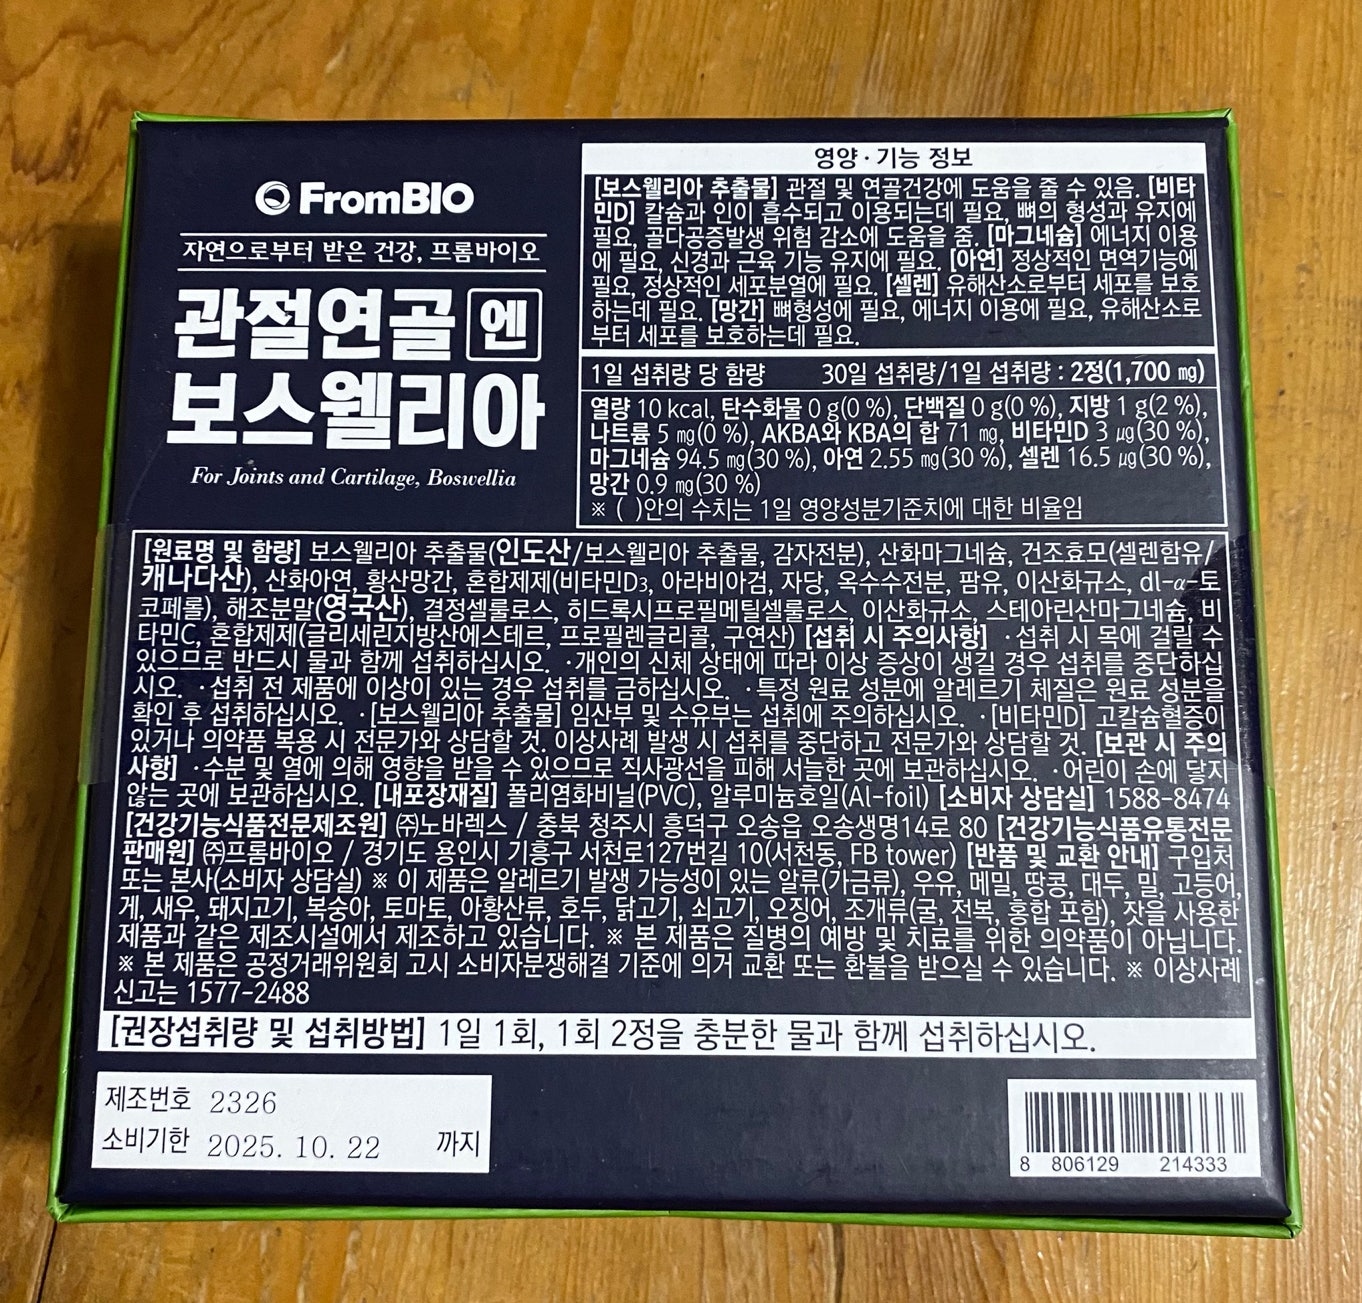 FromBIO
자연으로부터 받은 건강, 프롬바이오
관절연골 엔
보스웰리아
For Joints and Cartilage, Boswellia
영양·기능 정보
[보스웰리아 추출물] 관절 및 연골건강에 도움을 줄 수 있음. [비타
민D] 칼슘과 인이 흡수되고 이용되는데 필요, 뼈의 형성과 유지에
필요, 골다공증발생 위험 감소에 도움을 줌. [마그네슘] 에너지 이용
에 필요, 신경과 근육 기능 유지에 필요. [아연] 정상적인 면역기능에
필요, 정상적인 세포분열에 필요. [셀렌] 유해산소로부터 세포를 보호
하는데 필요. [망간] 뼈형성에 필요, 에너지 이용에 필요, 유해산소로
부터 세포를 보호하는데 필요.
1일 섭취량 당 함량 30일 섭취량/1일 섭취량 : 2정(1,700 ㎎)
열량 10 kcal, 탄수화물 0 g(0 %), 단백질 0 g(0 %), 지방 1 g(2 %),
나트륨 5 ㎎(0 %), AKBA와 KBA의 합 71 ㎎, 비타민D 3 ㎍(30 %),
마그네슘 94.5 ㎎(30 %), 아연 2.55 ㎎(30 %), 셀렌 16.5 ㎍(30 %),
망간 0.9 ㎎(30 %)
※ ( )안의 수치는 1일 영양성분기준치에 대한 비율임
[원료명 및 함량] 보스웰리아 추출물(인도산/보스웰리아 추출물, 감자전분), 산화마그네슘, 건조효모(셀렌함유/
캐나다산), 산화아연, 황산망간, 혼합제제(비타민D3, 아라비아검, 자당, 옥수수전분, 팜유, 이산화규소, dl-α-토
코페롤), 해조분말(영국산), 결정셀룰로스, 히드록시프로필메틸셀룰로스, 이산화규소, 스테아린산마그네슘, 비
타민C, 혼합제제(글리세린지방산에스테르, 프로필렌글리콜, 구연산) [섭취 시 주의사항] ·섭취 시 목에 걸릴 수
있으므로 반드시 물과 함께 섭취하십시오. ·개인의 신체 상태에 따라 이상 증상이 생길 경우 섭취를 중단하십
시오. ·섭취 전 제품에 이상이 있는 경우 섭취를 금하십시오. ·특정 원료 성분에 알레르기 체질은 원료 성분을
확인 후 섭취하십시오. ·[보스웰리아 추출물] 임산부 및 수유부는 섭취에 주의하십시오. ·[비타민D] 고칼슘혈증이
있거나 의약품 복용 시 전문가와 상담할 것. 이상사례 발생 시 섭취를 중단하고 전문가와 상담할 것. [보관 시 주의
사항] ·수분 및 열에 의해 영향을 받을 수 있으므로 직사광선을 피해 서늘한 곳에 보관하십시오. ·어린이 손에 닿지
않는 곳에 보관하십시오. [내포장재질] 폴리염화비닐(PVC), 알루미늄호일(Al-foil) [소비자 상담실] 1588-8474
[건강기능식품전문제조원] ㈜노바렉스 / 충북 청주시 흥덕구 오송읍 오송생명14로 80 [건강기능식품유통전문
판매원] ㈜프롬바이오 / 경기도 용인시 기흥구 서천로127번길 10(서천동, FB tower) [반품 및 교환 안내] 구입처
또는 본사(소비자 상담실) ※ 이 제품은 알레르기 발생 가능성이 있는 알류(가금류), 우유, 메밀, 땅콩, 대두, 밀, 고등어,
게, 새우, 돼지고기, 복숭아, 토마토, 아황산류, 호두, 닭고기, 쇠고기, 오징어, 조개류(굴, 전복, 홍합 포함), 잣을 사용한
제품과 같은 제조시설에서 제조하고 있습니다. ※ 본 제품은 질병의 예방 및 치료를 위한 의약품이 아닙니다.
※ 본 제품은 공정거래위원회 고시 소비자분쟁해결 기준에 의거 교환 또는 환불을 받으실 수 있습니다. ※ 이상사례
신고는 1577-2488
[권장섭취량 및 섭취방법] 1일 1회, 1회 2정을 충분한 물과 함께 섭취하십시오.
제조번호 2326
소비기한 2025. 10. 22 까지
8 806129 214333